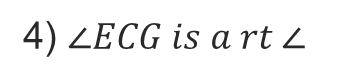 4) ∠ECG is a rt ∠